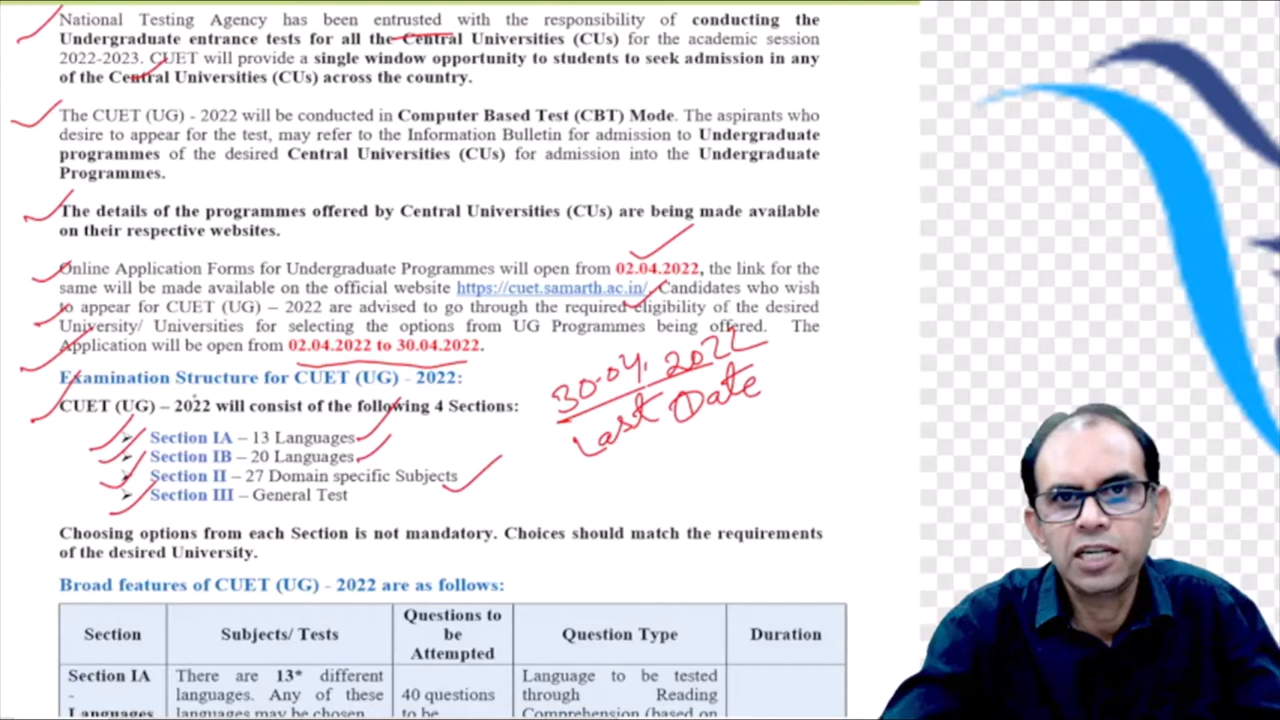 National Testing Agency has been entrusted with the responsibility of conducting the
Undergraduate entrance tests for all the Central Universities (CUs) for the academic session
2022-2023. CUET will provide a single window opportunity to students to seek admission in any
of the Central Universities (CUs) across the country.
The CUET (UG) - 2022 will be conducted in Computer Based Test (CBT) Mode. The aspirants who
desire to appear for the test, may refer to the Information Bulletin for admission to Undergraduate
programmes of the desired Central Universities (CUs) for admission into the Undergraduate
Programmes.
The details of the programmes offered by Central Universities (CUs) are being made available
on their respective websites.
Online Application Forms for Undergraduate Programmes will open from 02.04.2022, the link for the
same will be made available on the official website https://cuet.samarth.ac.in/. Candidates who wish
to appear for CUET (UG) – 2022 are advised to go through the required eligibility of the desired
University/ Universities for selecting the options from UG Programmes being offered. The
Application will be open from 02.04.2022 to 30.04.2022.
30.04.2022
Last Date
Examination Structure for CUET (UG) - 2022:
CUET (UG) – 2022 will consist of the following 4 Sections:
➢ Section IA – 13 Languages
➢ Section IB – 20 Languages
➢ Section II – 27 Domain specific Subjects
➢ Section III – General Test
Choosing options from each Section is not mandatory. Choices should match the requirements
of the desired University.
Broad features of CUET (UG) - 2022 are as follows:
Section Subjects/ Tests Questions to be Attempted Question Type Duration
Section IA There are 13* different Language to be tested
- languages. Any of these 40 questions through Reading
Languages languages may be chosen. to be Comprehension (based on